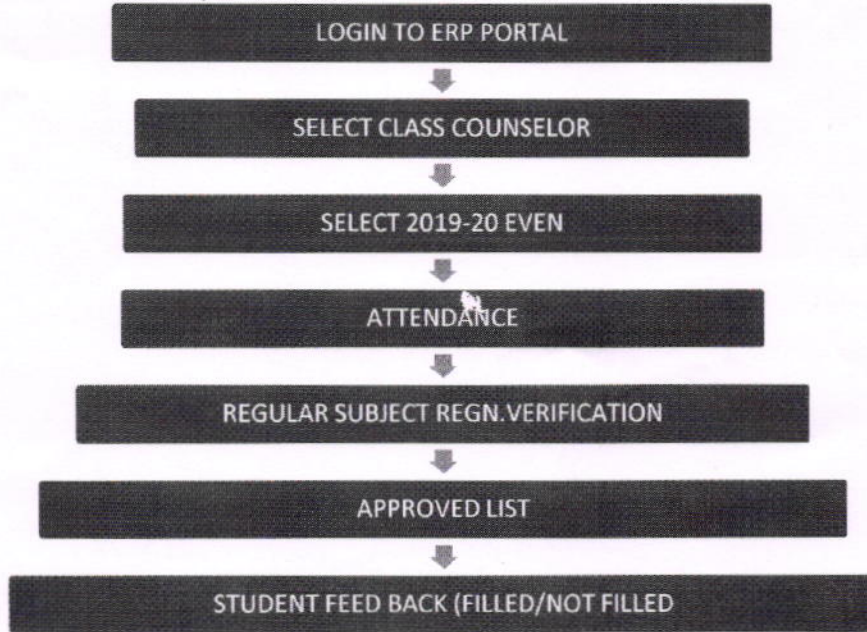 LOGIN TO ERP PORTAL
SELECT CLASS COUNSELOR
SELECT 2019-20 EVEN
ATTENDANCE
REGULAR SUBJECT REGN.VERIFICATION
APPROVED LIST
STUDENT FEED BACK (FILLED/NOT FILLED